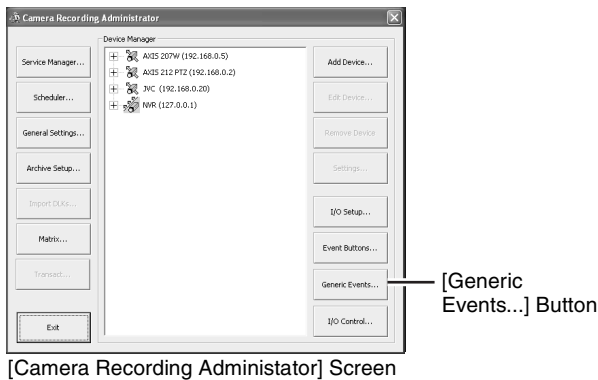 Camera Recording Administrator
Device Manager
Service Manager...
Scheduler...
General Settings...
Archive Setup...
Import DLKs...
Matrix...
Transact...
Exit
AXIS 207W (192.168.0.5)
AXIS 212 PTZ (192.168.0.2)
JVC (192.168.0.20)
NVR (127.0.0.1)
Add Device...
Edit Device...
Remove Device
Settings...
I/O Setup...
Event Buttons...
Generic Events...
I/O Control...
[Generic
Events...] Button
[Camera Recording Administator] Screen